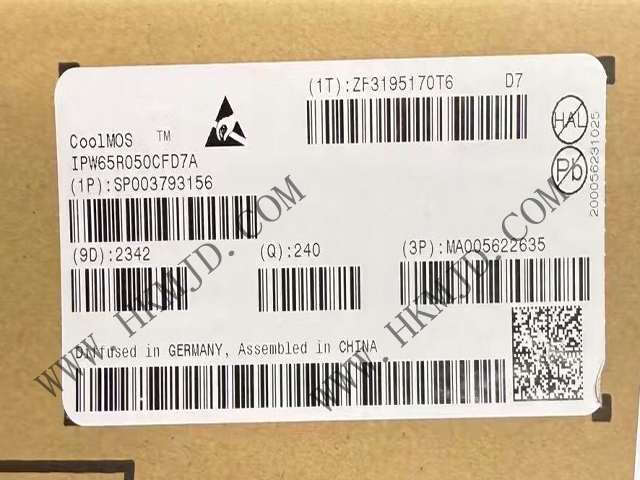 (1T):ZF3195170T6 D7
CoolMOS ™
IPW65R050CFD7A
(1P):SP003793156
HAL
Pb
200056231025
(9D):2342 (Q):240 (3P):MA005622635
Diffused in GERMANY, Assembled in CHINA
WWW.HKMJD.COM
WWW.HKMJD.COM